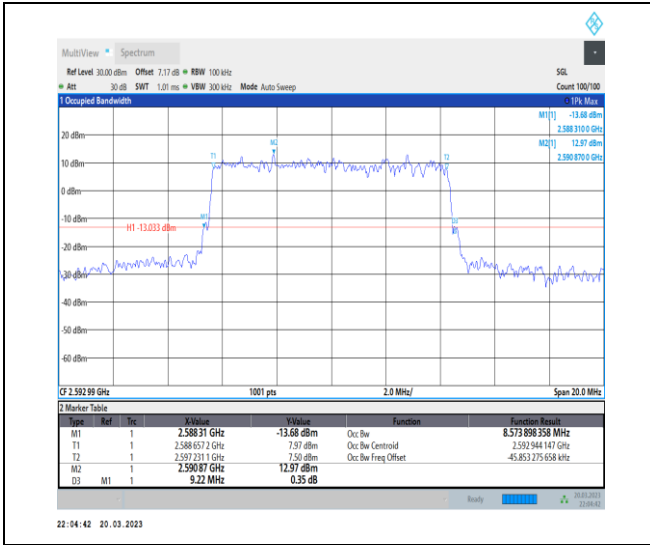 MultiView Spectrum
Ref Level 30.00 dBm Offset 7.17 dB RBW 100 kHz SGL
Att 30 dB SWT 1.01 ms VBW 300 kHz Mode Auto Sweep Count 100/100
1 Occupied Bandwidth 1Pk Max
M1[1] -13.68 dBm
2.588 310 0 GHz
M2[1] 12.97 dBm
2.590 870 0 GHz
20 dBm
M2
T1 T2
10 dBm
0 dBm
-10 dBm
M1 D3
H1 -13.033 dBm
-20 dBm
-30 dBm
-40 dBm
-50 dBm
-60 dBm
CF 2.592 99 GHz 1001 pts 2.0 MHz/ Span 20.0 MHz
2 Marker Table
Type Ref Trc X-Value Y-Value Function Function Result
M1 1 2.588 31 GHz -13.68 dBm Occ Bw 8.573 898 358 MHz
T1 1 2.588 657 2 GHz 7.97 dBm Occ Bw Centroid 2.592 944 147 GHz
T2 1 2.597 231 1 GHz 7.50 dBm Occ Bw Freq Offset -45.853 275 658 kHz
M2 1 2.590 87 GHz 12.97 dBm
D3 M1 1 9.22 MHz 0.35 dB
Ready 20.03.2023
22:04:42
22:04:42 20.03.2023